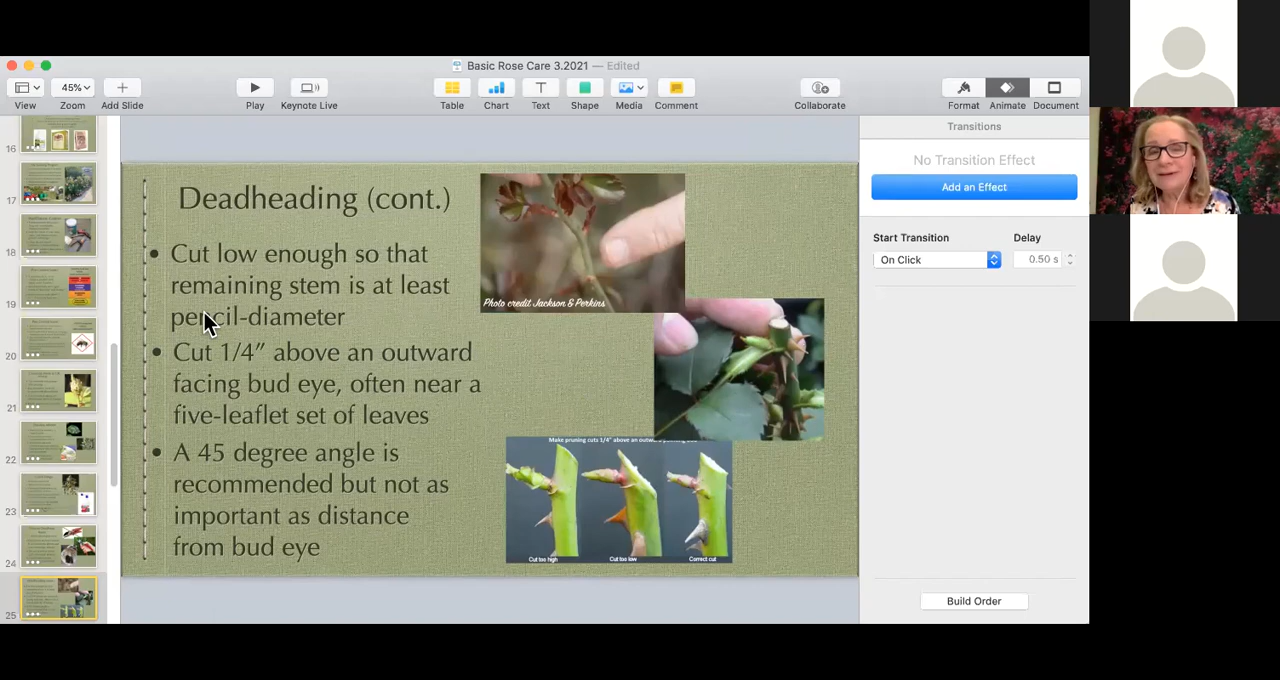 Basic Rose Care 3.2021 — Edited
45%
View
Zoom
Add Slide
Play
Keynote Live
Table
Chart
Text
Shape
Media
Comment
Collaborate
Format
Animate
Document
16
17
18
19
20
21
22
23
24
25
Deadheading (cont.)
• Cut low enough so that
remaining stem is at least
pencil-diameter
• Cut 1/4” above an outward
facing bud eye, often near a
five-leaflet set of leaves
• A 45 degree angle is
recommended but not as
important as distance
from bud eye
Photo credit Jackson & Perkins
Make pruning cuts 1/4" above an outward
Cut too high
Cut too low
Correct cut
Transitions
No Transition Effect
Add an Effect
Start Transition
Delay
On Click
0.50 s
Build Order